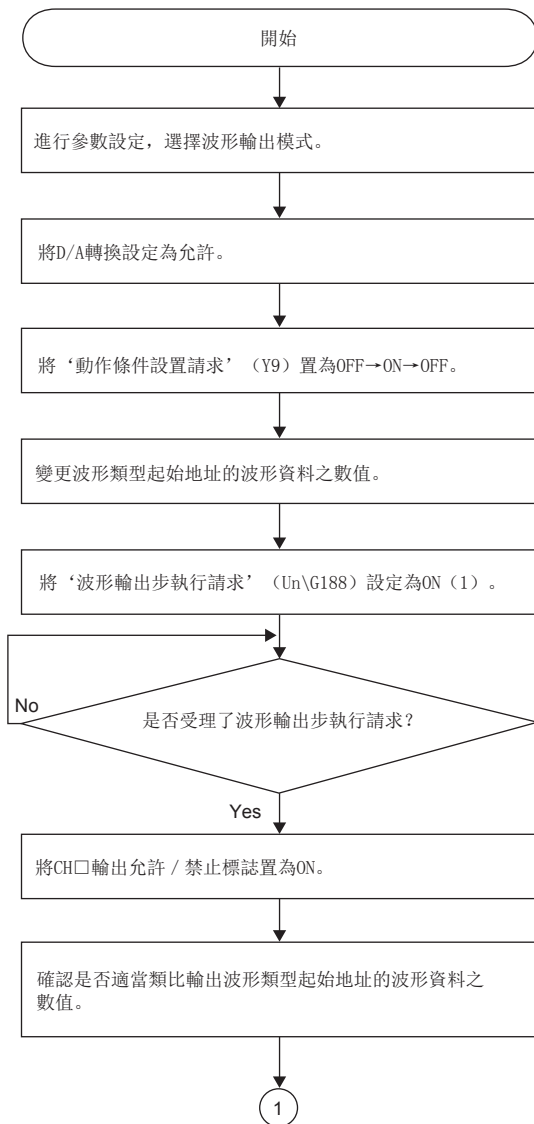 開始
進行參數設定，選擇波形輸出模式。
將D/A轉換設定為允許。
將‘動作條件設置請求’（Y9）置為OFF→ON→OFF。
變更波形類型起始地址的波形資料之數值。
將‘波形輸出步執行請求’（Un\G188）設定為ON（1）。
是否受理了波形輸出步執行請求?
No
Yes
將CH□輸出允許／禁止標誌置為ON。
確認是否適當類比輸出波形類型起始地址的波形資料之
數值。
1